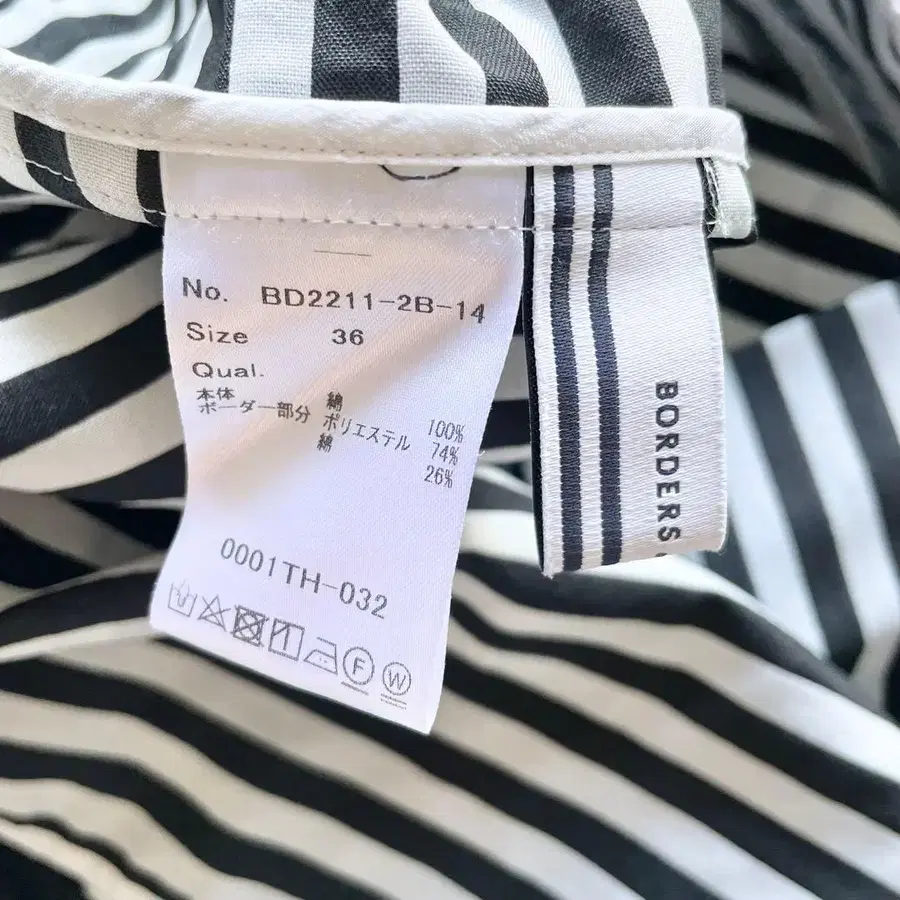 No. BD2211-2B-14
Size 36
Qual.
本体 綿 100%
ボーダー部分 ポリエステル 74%
綿 26%
0001TH-032
F W
BORDERS